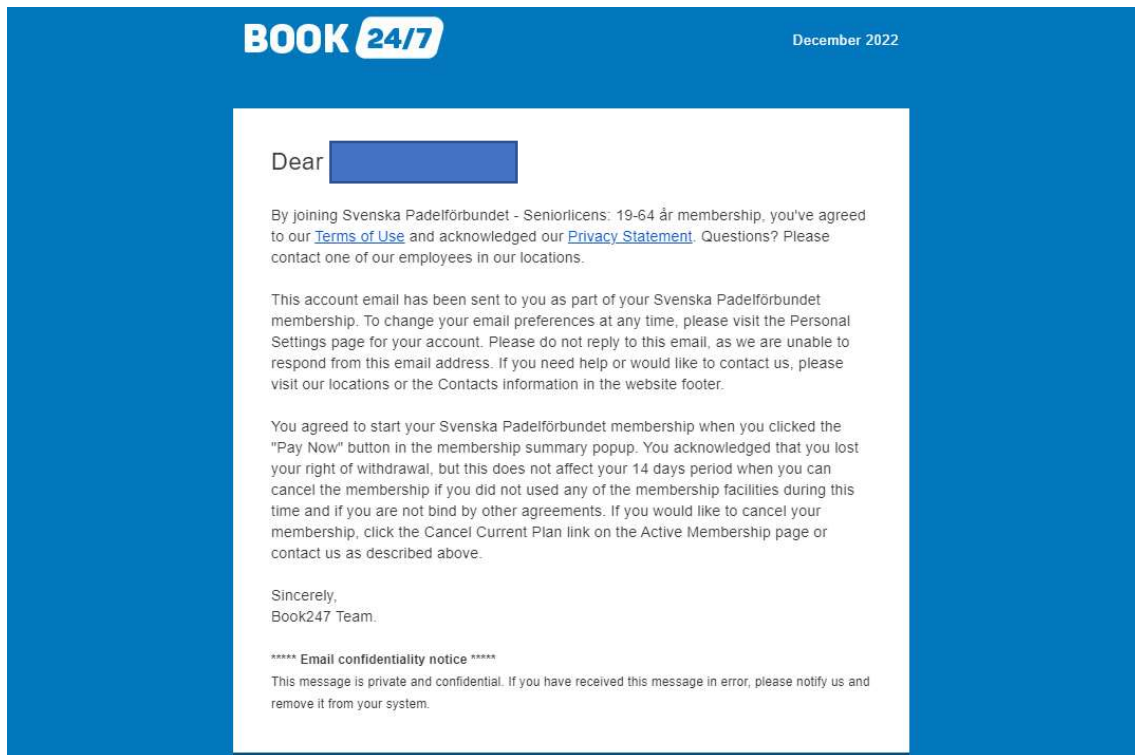 BOOK 24/7
December 2022
Dear
By joining Svenska Padelförbundet - Seniorlicens: 19-64 år membership, you've agreed
to our Terms of Use and acknowledged our Privacy Statement. Questions? Please
contact one of our employees in our locations.
This account email has been sent to you as part of your Svenska Padelförbundet
membership. To change your email preferences at any time, please visit the Personal
Settings page for your account. Please do not reply to this email, as we are unable to
respond from this email address. If you need help or would like to contact us, please
visit our locations or the Contacts information in the website footer.
You agreed to start your Svenska Padelförbundet membership when you clicked the
"Pay Now" button in the membership summary popup. You acknowledged that you lost
your right of withdrawal, but this does not affect your 14 days period when you can
cancel the membership if you did not used any of the membership facilities during this
time and if you are not bind by other agreements. If you would like to cancel your
membership, click the Cancel Current Plan link on the Active Membership page or
contact us as described above.
Sincerely,
Book247 Team.
***** Email confidentiality notice *****
This message is private and confidential. If you have received this message in error, please notify us and
remove it from your system.